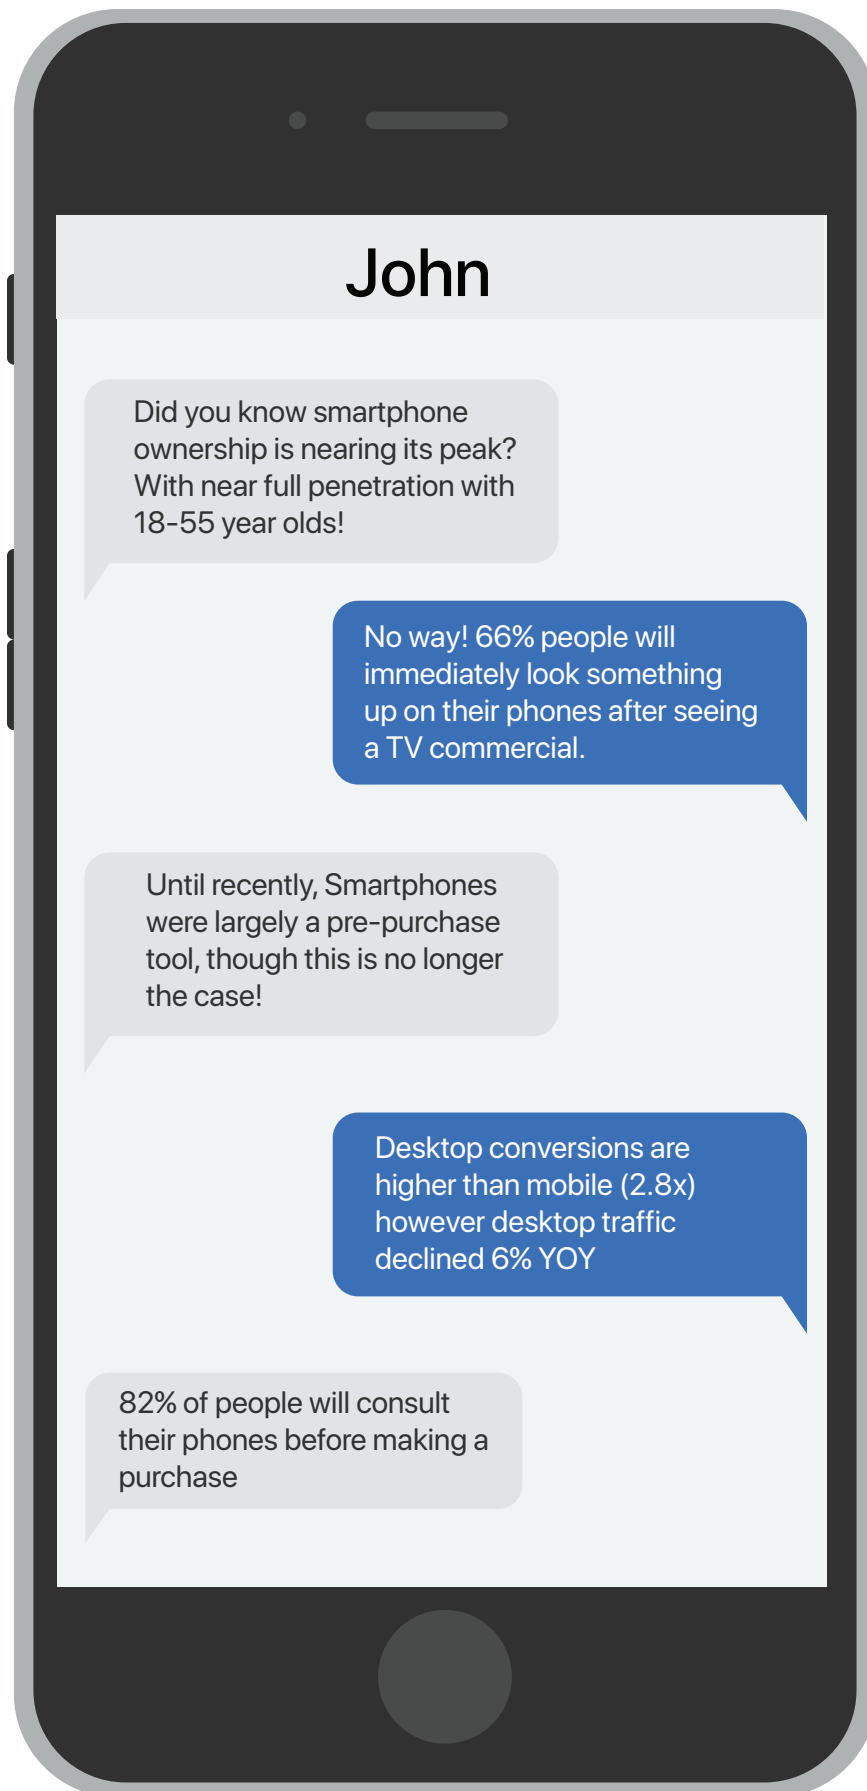 John
Did you know smartphone
ownership is nearing its peak?
With near full penetration with
18-55 year olds!
No way! 66% people will
immediately look something
up on their phones after seeing
a TV commercial.
Until recently, Smartphones
were largely a pre-purchase
tool, though this is no longer
the case!
Desktop conversions are
higher than mobile (2.8x)
however desktop traffic
declined 6% YOY
82% of people will consult
their phones before making a
purchase